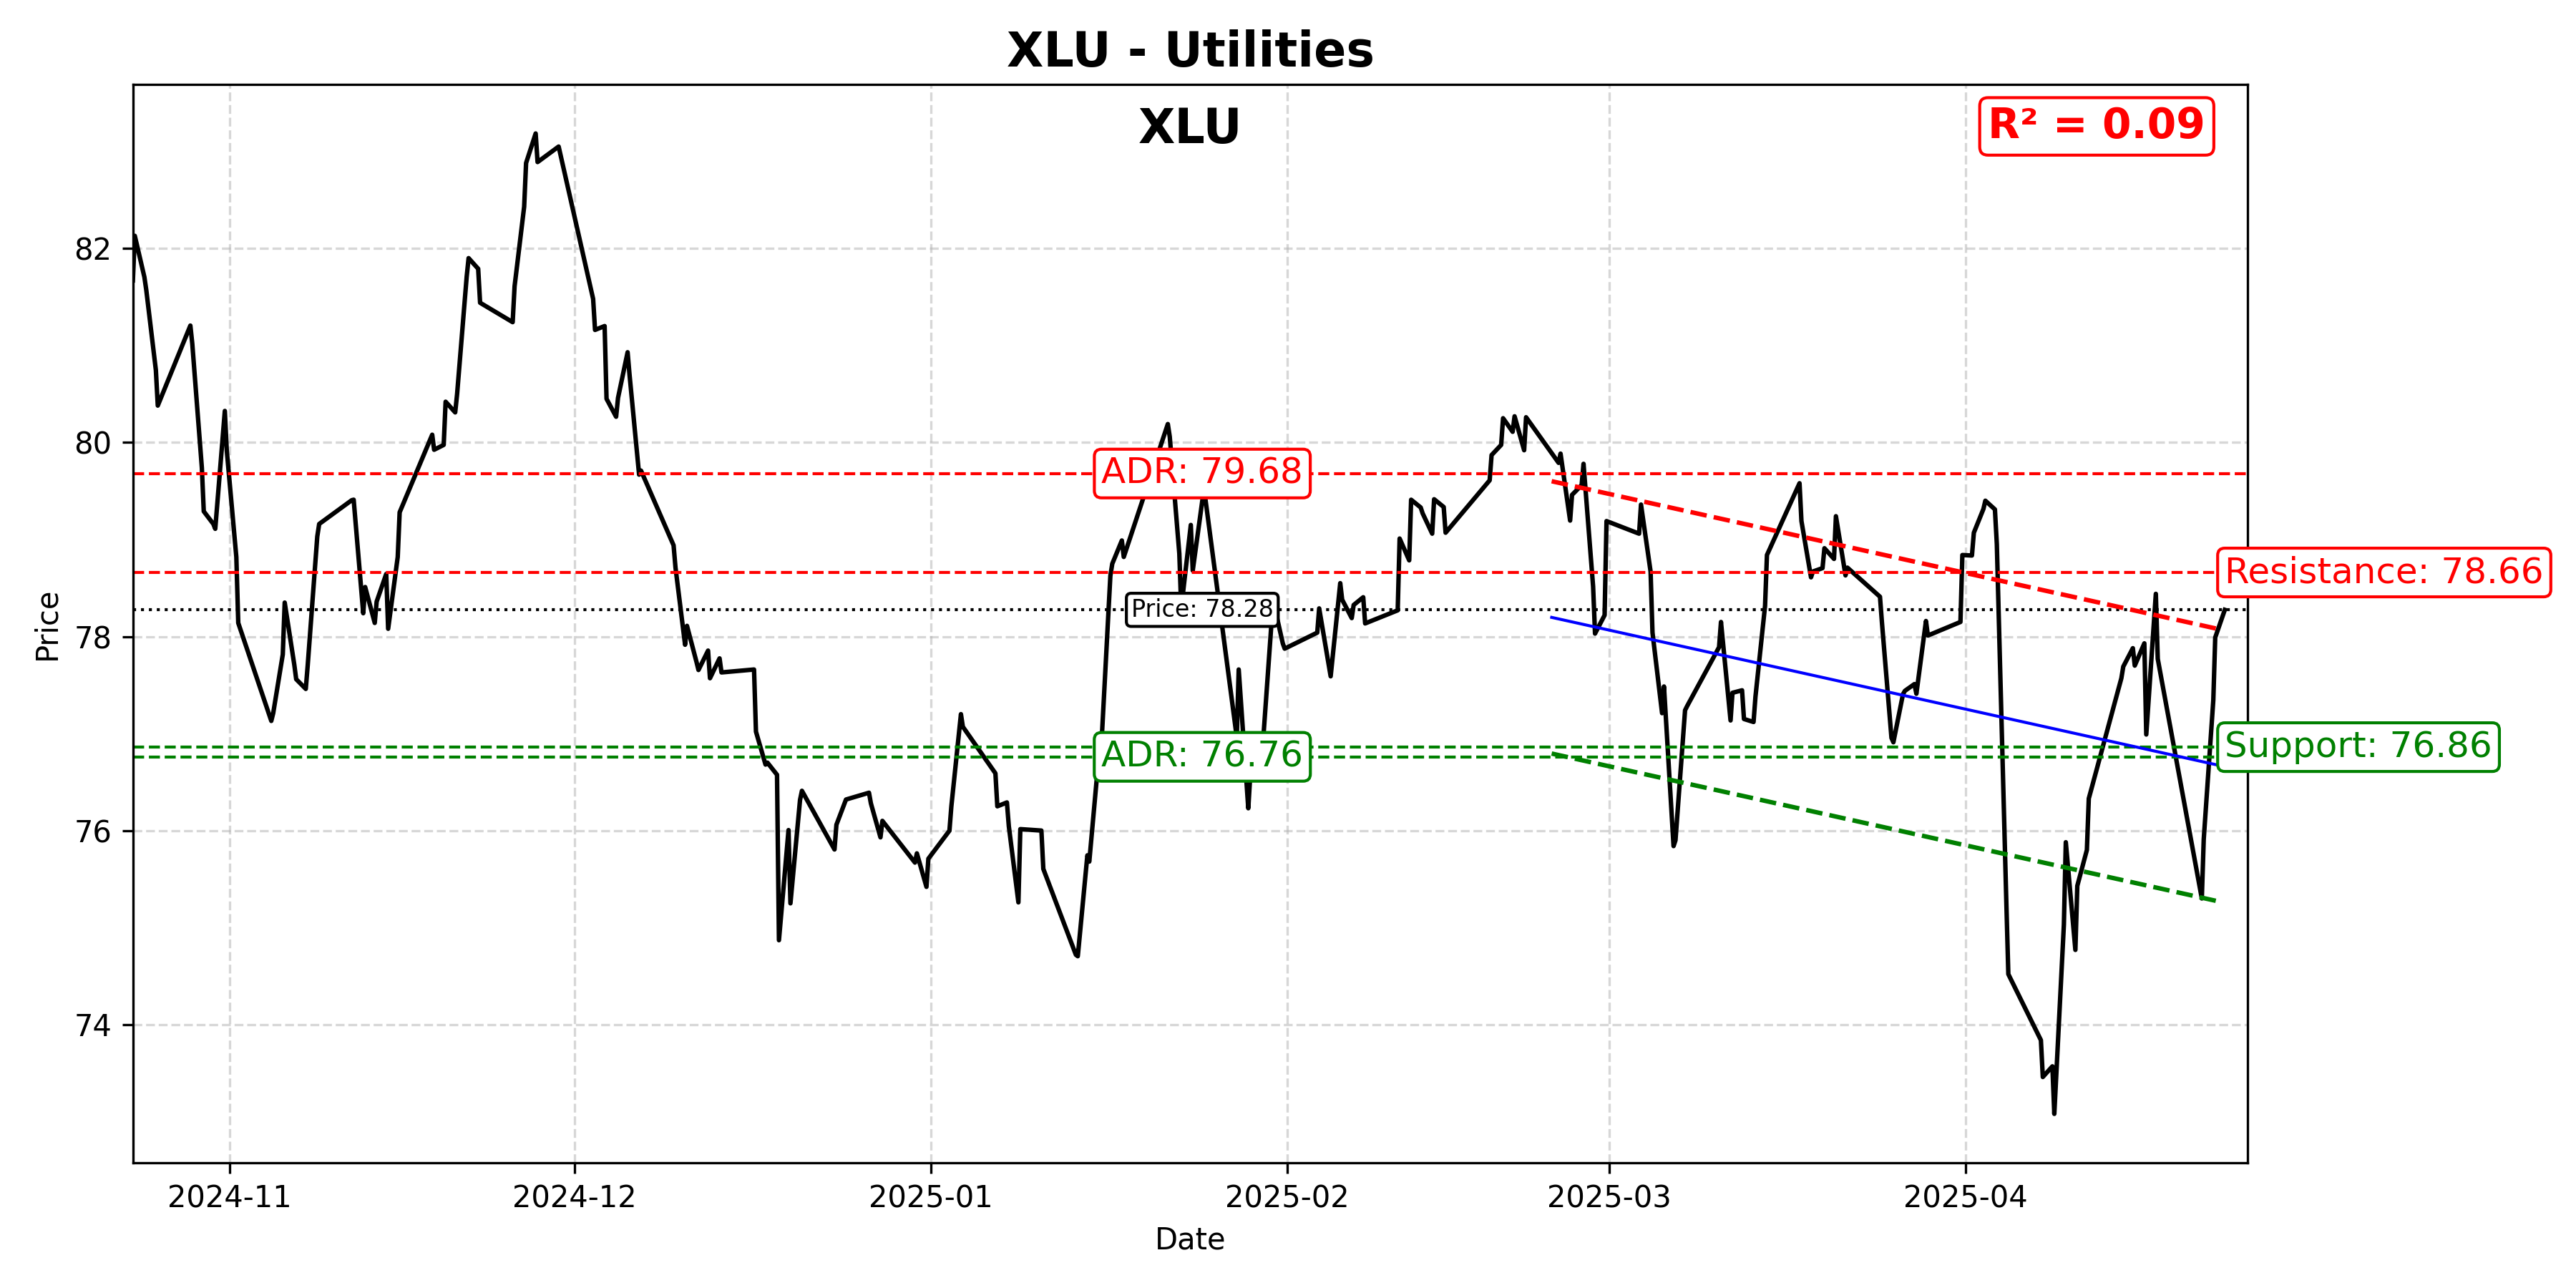 XLU - Utilities
XLU
R² = 0.09
82
80
78
76
74
Price
ADR: 79.68
Resistance: 78.66
Price: 78.28
ADR: 76.76
Support: 76.86
2024-11
2024-12
2025-01
2025-02
2025-03
2025-04
Date